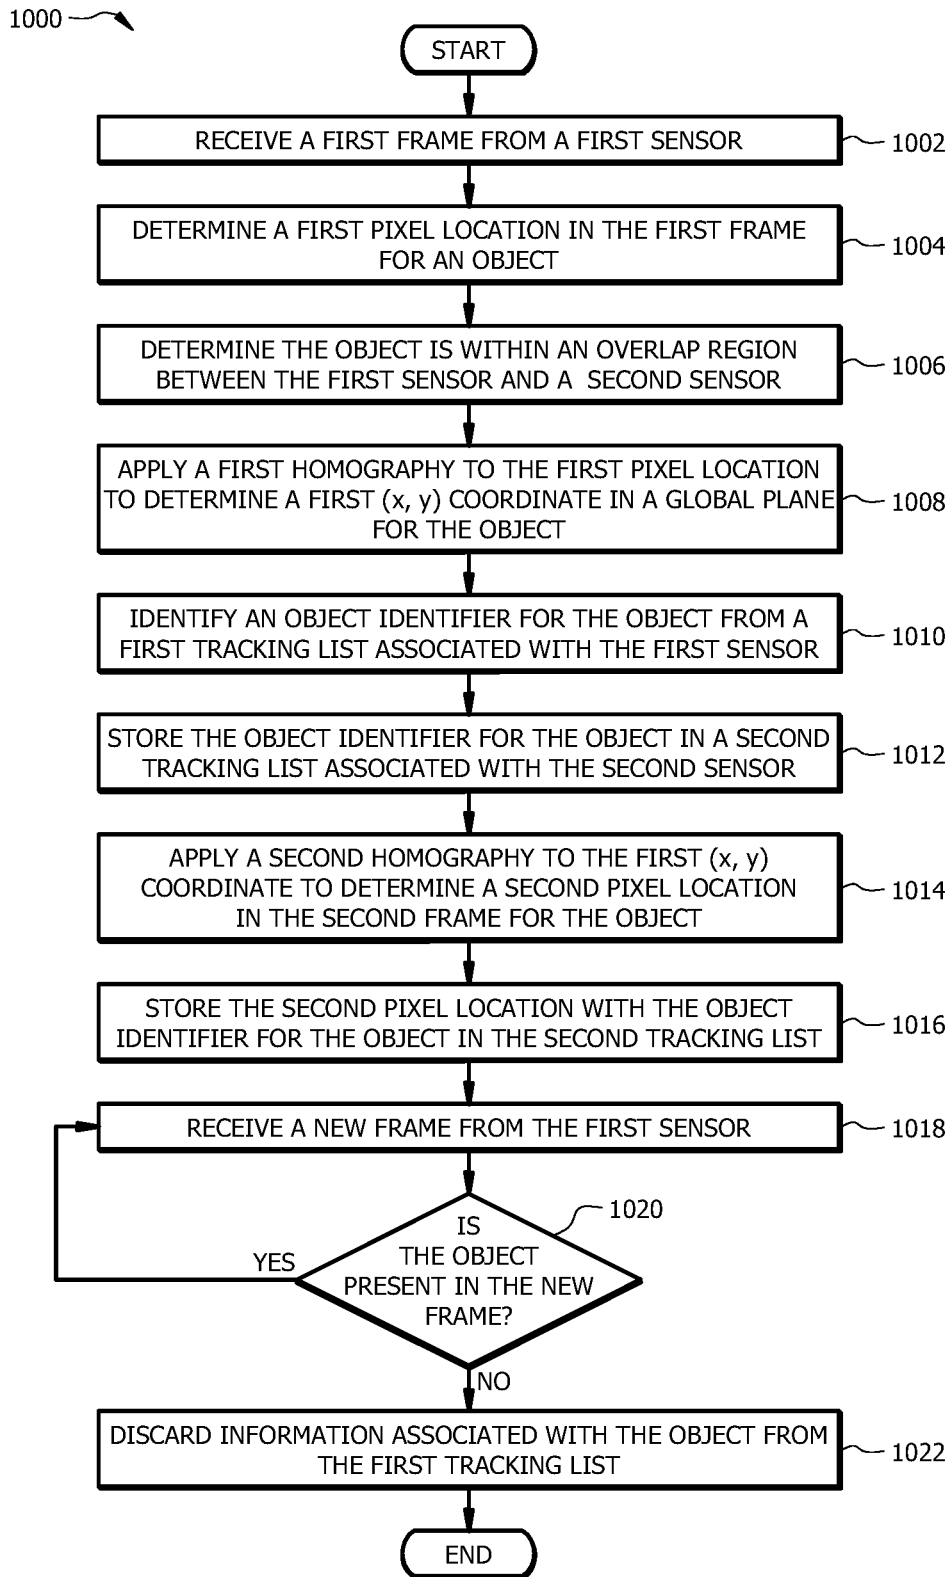 1000
START
RECEIVE A FIRST FRAME FROM A FIRST SENSOR
1002
DETERMINE A FIRST PIXEL LOCATION IN THE FIRST FRAME
FOR AN OBJECT
1004
DETERMINE THE OBJECT IS WITHIN AN OVERLAP REGION
BETWEEN THE FIRST SENSOR AND A SECOND SENSOR
1006
APPLY A FIRST HOMOGRAPHY TO THE FIRST PIXEL LOCATION
TO DETERMINE A FIRST (x, y) COORDINATE IN A GLOBAL PLANE
FOR THE OBJECT
1008
IDENTIFY AN OBJECT IDENTIFIER FOR THE OBJECT FROM A
FIRST TRACKING LIST ASSOCIATED WITH THE FIRST SENSOR
1010
STORE THE OBJECT IDENTIFIER FOR THE OBJECT IN A SECOND
TRACKING LIST ASSOCIATED WITH THE SECOND SENSOR
1012
APPLY A SECOND HOMOGRAPHY TO THE FIRST (x, y)
COORDINATE TO DETERMINE A SECOND PIXEL LOCATION
IN THE SECOND FRAME FOR THE OBJECT
1014
STORE THE SECOND PIXEL LOCATION WITH THE OBJECT
IDENTIFIER FOR THE OBJECT IN THE SECOND TRACKING LIST
1016
RECEIVE A NEW FRAME FROM THE FIRST SENSOR
1018
IS
THE OBJECT
PRESENT IN THE NEW
FRAME?
1020
YES
NO
DISCARD INFORMATION ASSOCIATED WITH THE OBJECT FROM
THE FIRST TRACKING LIST
1022
END